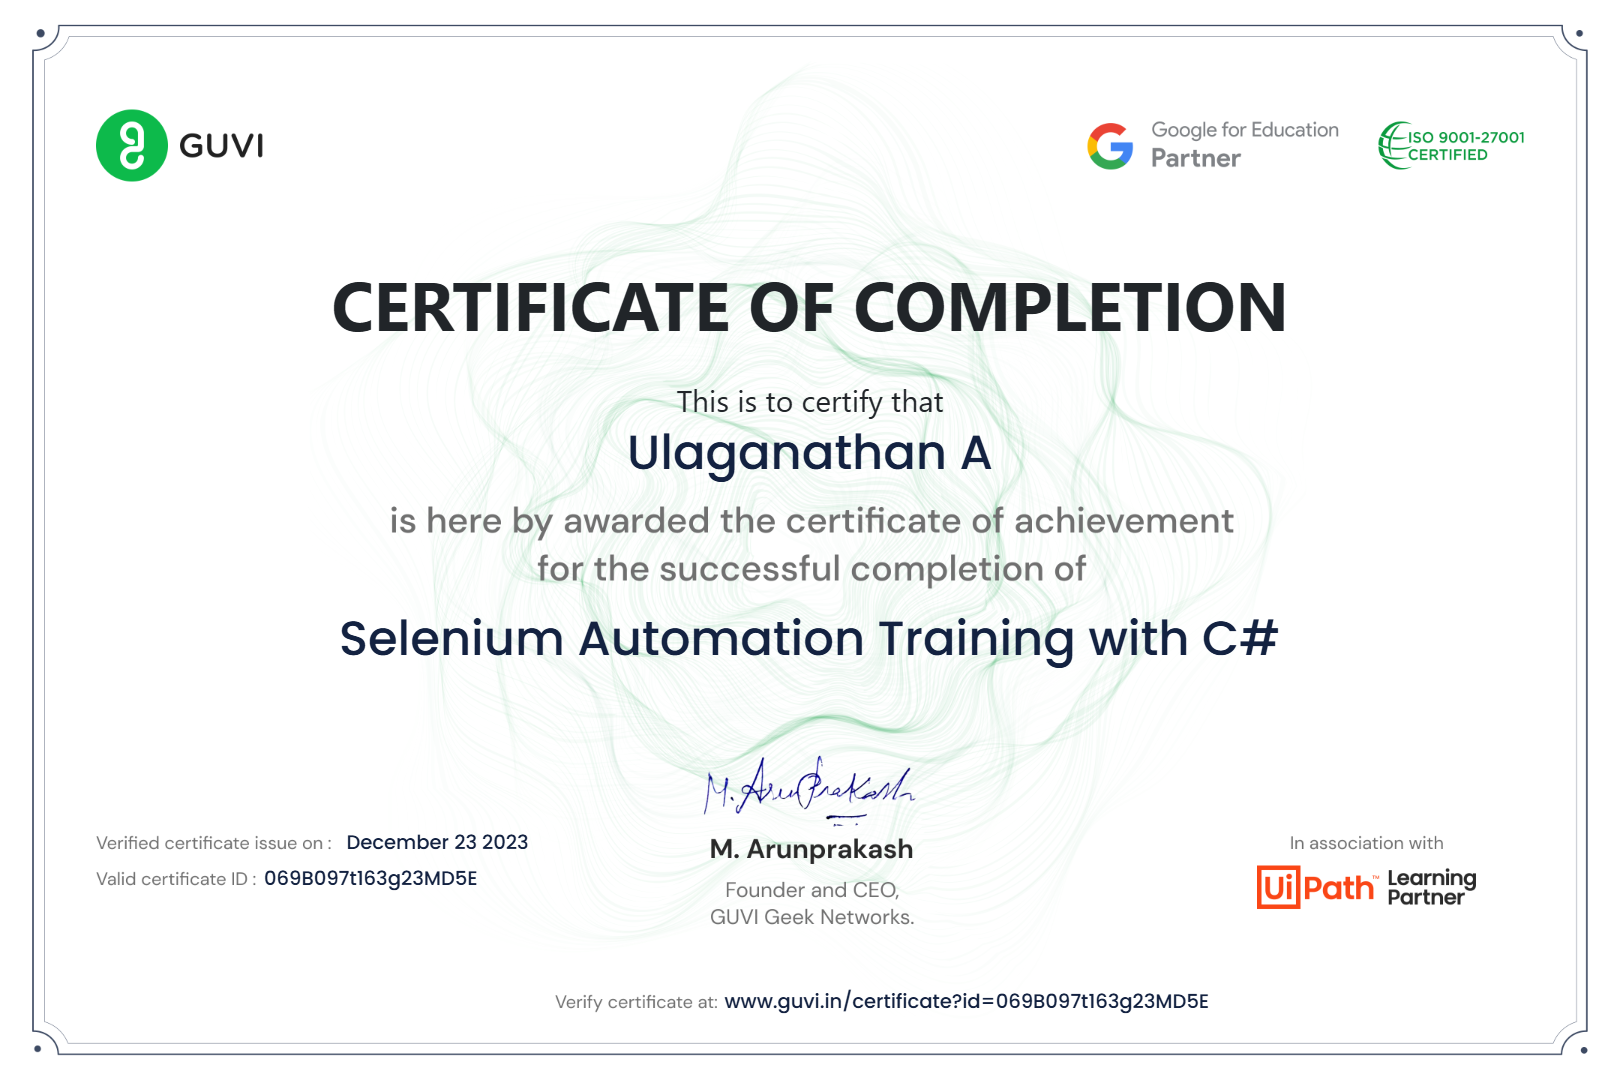 GUVI
Google for Education
Partner
ISO 9001-27001
CERTIFIED
CERTIFICATE OF COMPLETION
This is to certify that
Ulaganathan A
is here by awarded the certificate of achievement
for the successful completion of
Selenium Automation Training with C#
M. ArunPrakash
Verified certificate issue on : December 23 2023
Valid certificate ID : 069B097t163g23MD5E
M. Arunprakash
Founder and CEO,
GUVI Geek Networks.
In association with
UiPath™ Learning
Partner
Verify certificate at: www.guvi.in/certificate?id=069B097t163g23MD5E